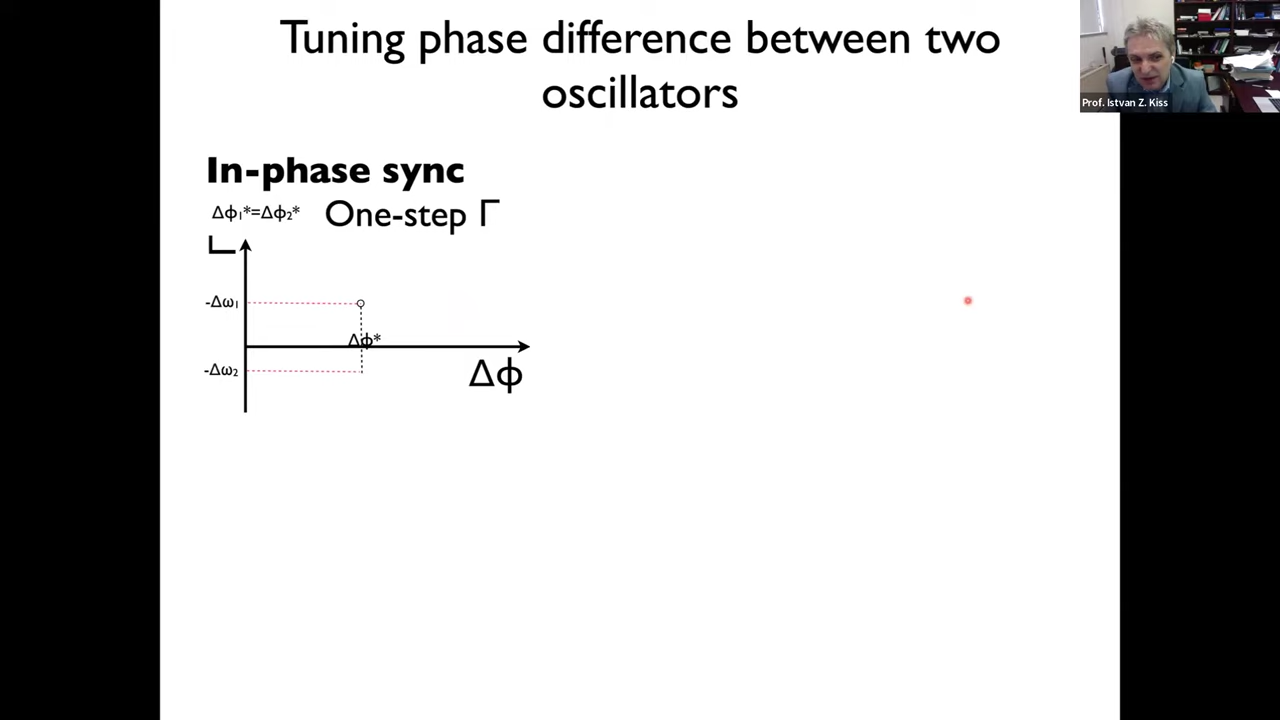 Tuning phase difference between two
oscillators
Prof. Istvan Z. Kiss
In-phase sync
Δϕ₁*=Δϕ₂* One-step Γ
Γ
-Δω₁
Δϕ*
-Δω₂
Δϕ